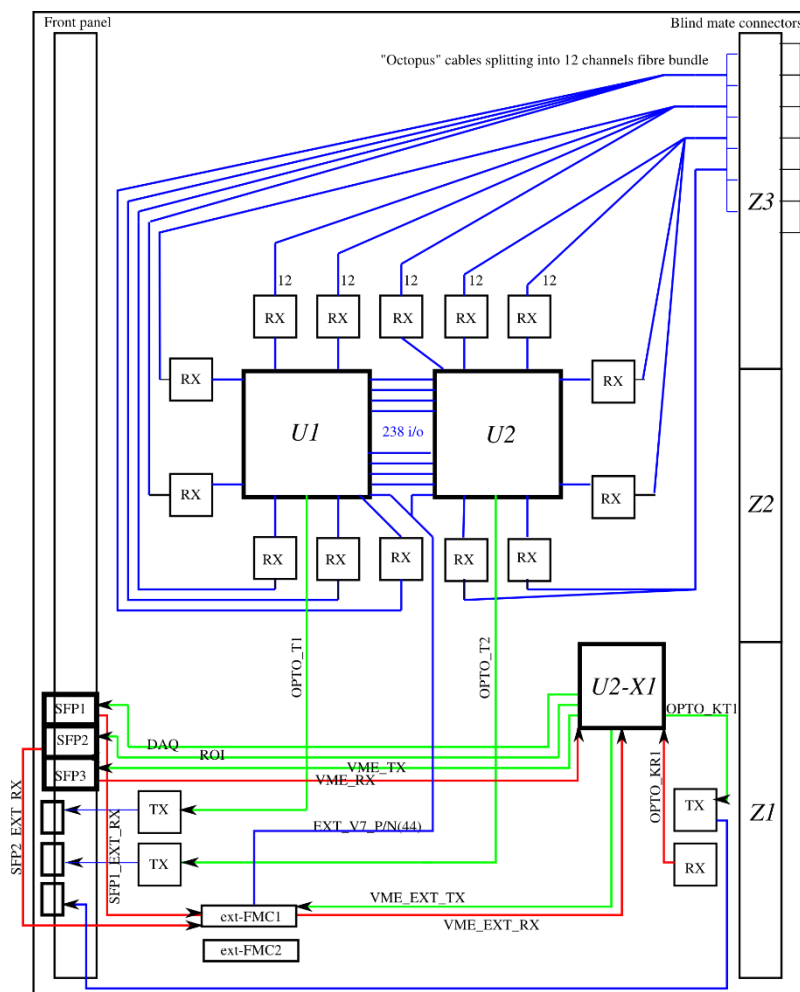 Front panel
Blind mate connectors
"Octopus" cables splitting into 12 channels fibre bundle
Z3
12
12
12
12
RX
RX
RX
RX
RX
RX
RX
U1
238 i/o
U2
RX
RX
Z2
RX
RX
RX
RX
RX
OPTO_T1
OPTO_T2
U2-X1
OPTO_KT1
SFP1
SFP2
SFP3
DAQ
ROI
VME_TX
VME_RX
OPTO_KR1
Z1
TX
TX
TX
RX
SFP2_EXT_RX
SFP1_EXT_RX
EXT_V7_P/N(44)
VME_EXT_TX
VME_EXT_RX
ext-FMC1
ext-FMC2